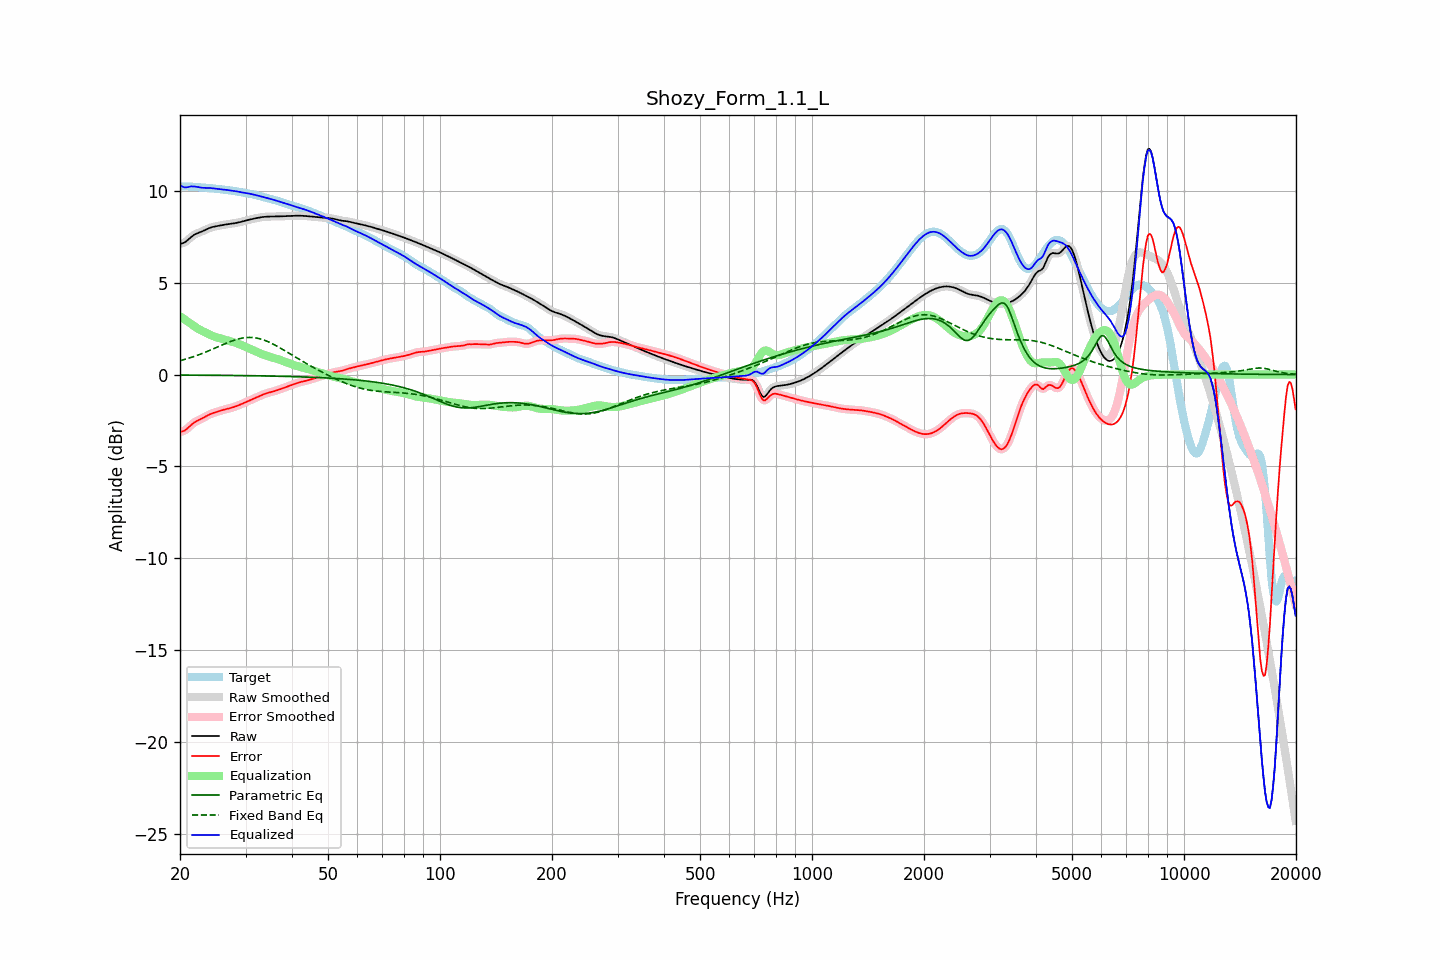 Shozy_Form_1.1_L
Amplitude (dBr)
10
5
0
−5
−10
−15
−20
−25
Target
Raw Smoothed
Error Smoothed
Raw
Error
Equalization
Parametric Eq
Fixed Band Eq
Equalized
20 50 100 200 500 1000 2000 5000 10000 20000
Frequency (Hz)